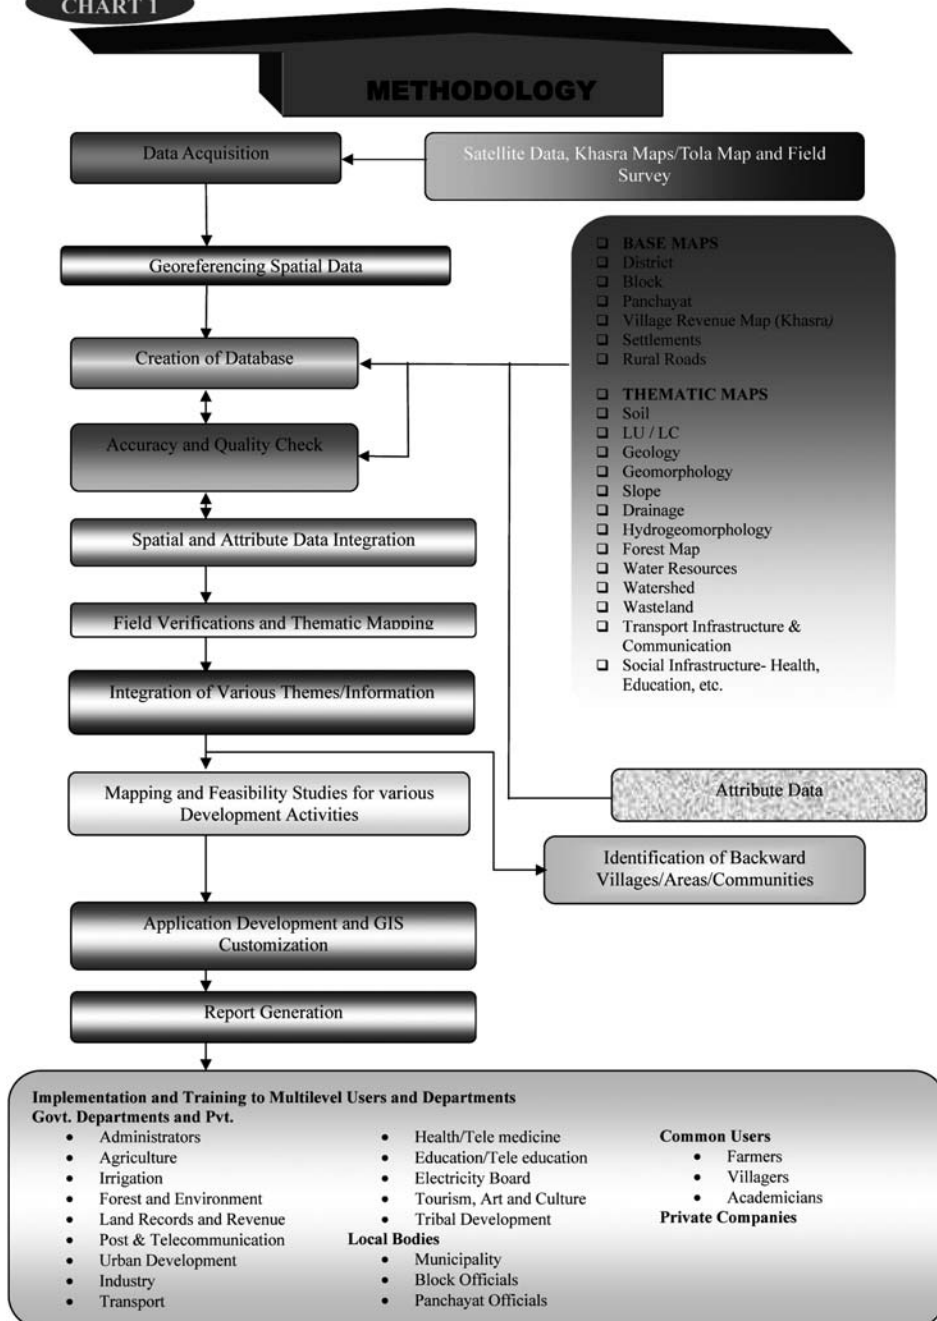 CHART 1
METHODOLOGY
Data Acquisition
Satellite Data, Khasra Maps/Tola Map and Field
Survey
Georeferencing Spatial Data
Creation of Database
Accuracy and Quality Check
Spatial and Attribute Data Integration
Field Verifications and Thematic Mapping
Integration of Various Themes/Information
Mapping and Feasibility Studies for various
Development Activities
Application Development and GIS
Customization
Report Generation
BASE MAPS
District
Block
Panchayat
Village Revenue Map (Khasra)
Settlements
Rural Roads
THEMATIC MAPS
Soil
LU / LC
Geology
Geomorphology
Slope
Drainage
Hydrogeomorphology
Forest Map
Water Resources
Watershed
Wasteland
Transport Infrastructure &
Communication
Social Infrastructure- Health,
Education, etc.
Attribute Data
Identification of Backward
Villages/Areas/Communities
Implementation and Training to Multilevel Users and Departments
Govt. Departments and Pvt.
• Administrators
• Agriculture
• Irrigation
• Forest and Environment
• Land Records and Revenue
• Post & Telecommunication
• Urban Development
• Industry
• Transport
• Health/Tele medicine
• Education/Tele education
• Electricity Board
• Tourism, Art and Culture
• Tribal Development
Local Bodies
• Municipality
• Block Officials
• Panchayat Officials
Common Users
• Farmers
• Villagers
• Academicians
Private Companies